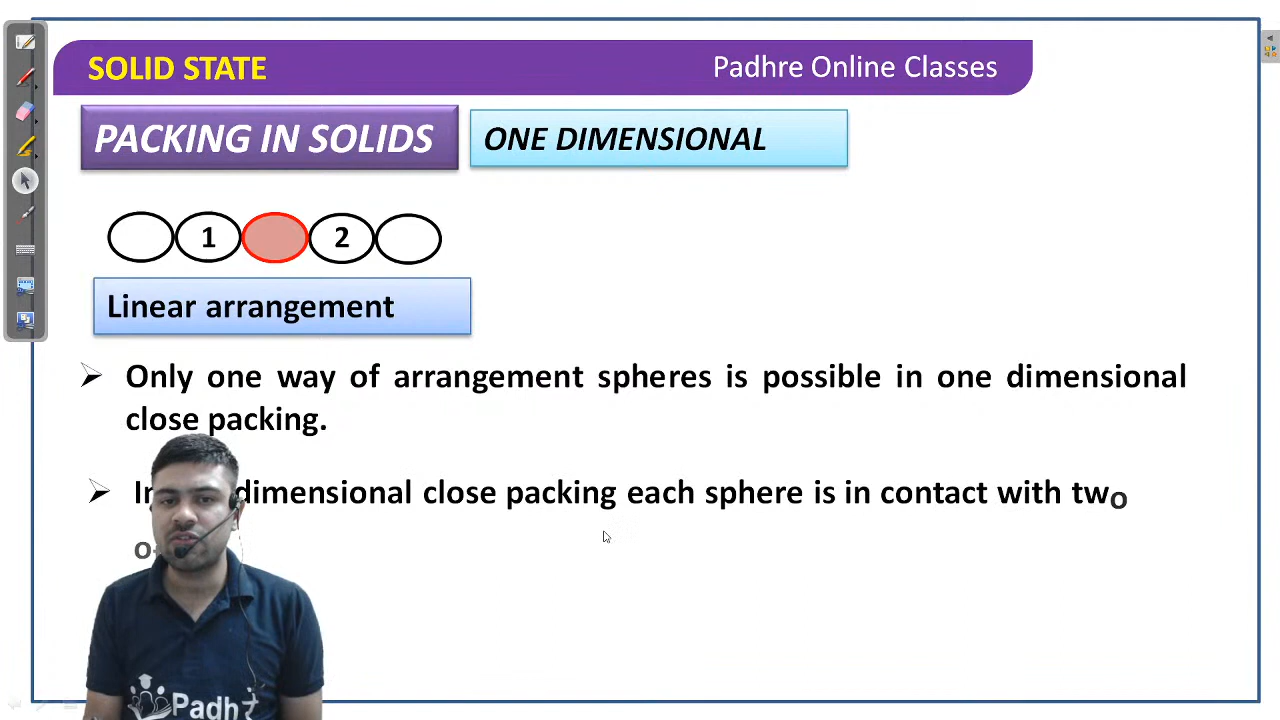 SOLID STATE
Padhre Online Classes
PACKING IN SOLIDS
ONE DIMENSIONAL
1 2
Linear arrangement
Only one way of arrangement spheres is possible in one dimensional
close packing.
dimensional close packing each sphere is in contact with two
Padh